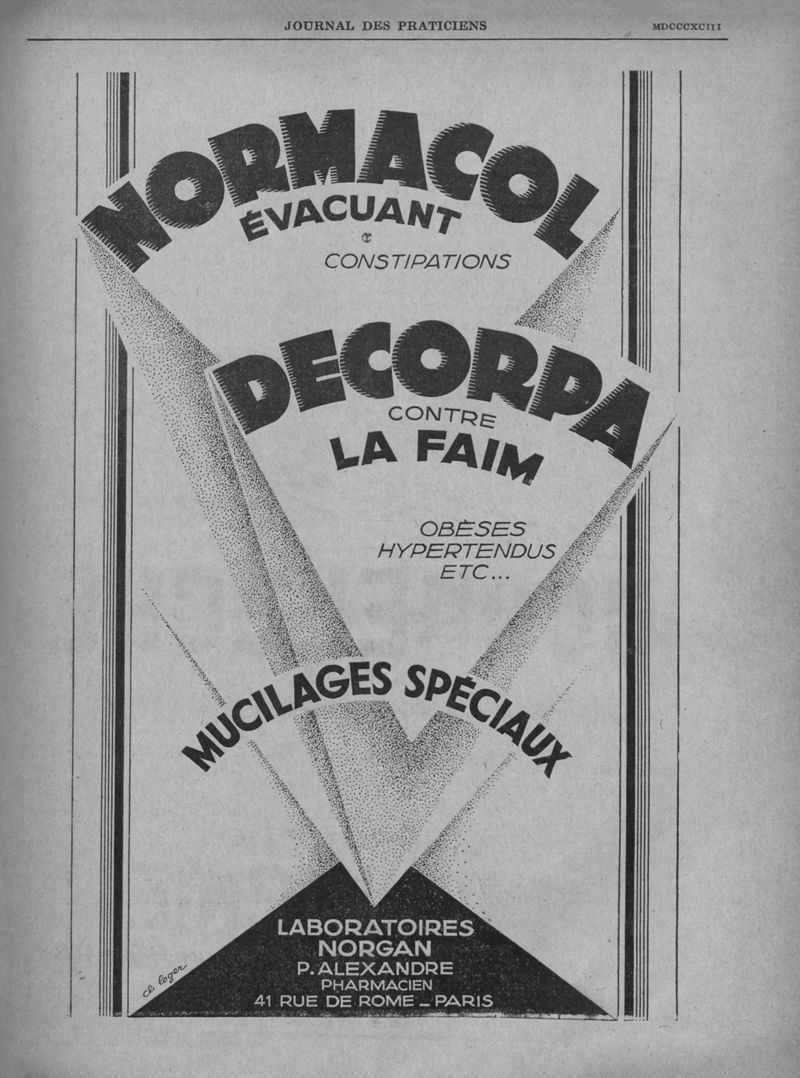 JOURNAL DES PRATICIENS
MDCCCXCIII
NORMACOL
ÉVACUANT
CONSTIPATIONS
DECORPA
CONTRE
LA FAIM
OBÈSES
HYPERTENDUS
ETC...
MUCILAGES SPÉCIAUX
LABORATOIRES
NORGAN
P. ALEXANDRE
PHARMACIEN
41 RUE DE ROME _ PARIS
ch. loger